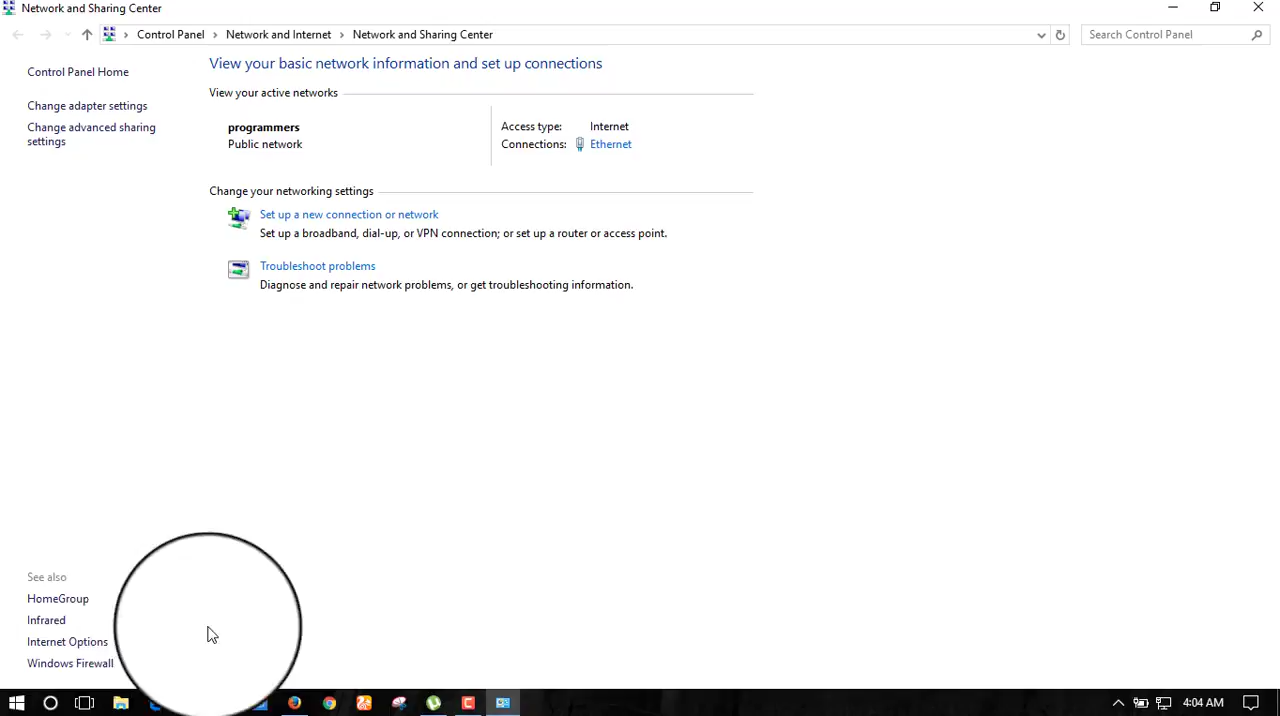 Network and Sharing Center
Control Panel > Network and Internet > Network and Sharing Center
Search Control Panel
Control Panel Home
Change adapter settings
Change advanced sharing
settings
View your basic network information and set up connections
View your active networks
programmers
Public network
Access type: Internet
Connections: Ethernet
Change your networking settings
Set up a new connection or network
Set up a broadband, dial-up, or VPN connection; or set up a router or access point.
Troubleshoot problems
Diagnose and repair network problems, or get troubleshooting information.
See also
HomeGroup
Infrared
Internet Options
Windows Firewall
4:04 AM